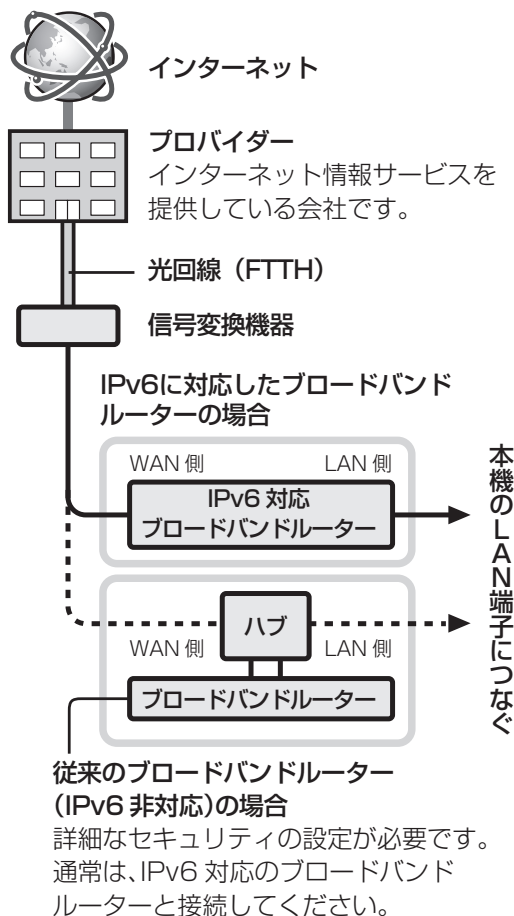 インターネット
プロバイダー
インターネット情報サービスを
提供している会社です。
光回線（FTTH）
信号変換機器
IPv6に対応したブロードバンド
ルーターの場合
WAN 側
LAN 側
IPv6 対応
ブロードバンドルーター
本機のLAN端子につなぐ
ハブ
WAN 側
LAN 側
ブロードバンドルーター
従来のブロードバンドルーター
（IPv6 非対応）の場合
詳細なセキュリティの設定が必要です。
通常は、IPv6 対応のブロードバンド
ルーターと接続してください。